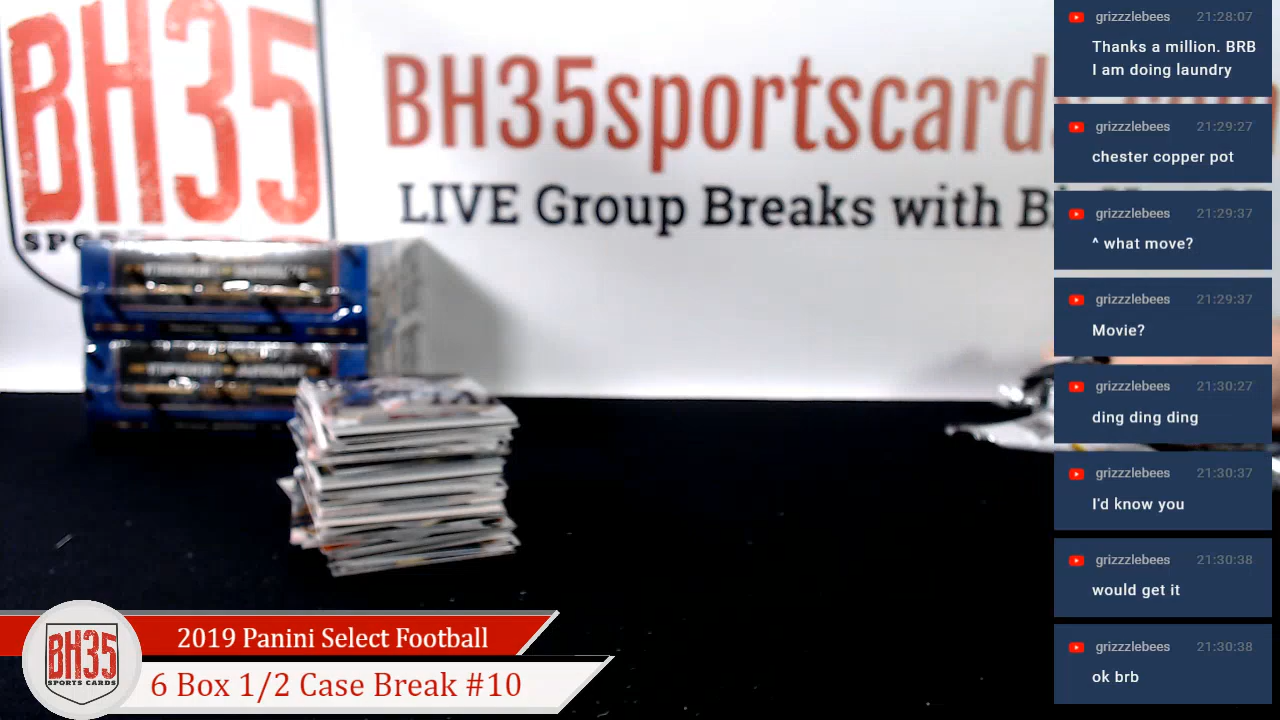 BH35
SPO
BH35sportscard
LIVE Group Breaks with
grizzzlebees 21:28:07
Thanks a million. BRB
I am doing laundry
grizzzlebees 21:29:27
chester copper pot
grizzzlebees 21:29:37
^ what move?
grizzzlebees 21:29:37
Movie?
grizzzlebees 21:30:27
ding ding ding
grizzzlebees 21:30:37
I'd know you
grizzzlebees 21:30:38
would get it
grizzzlebees 21:30:38
ok brb
BH35
SPORTS CARDS
2019 Panini Select Football
6 Box 1/2 Case Break #10